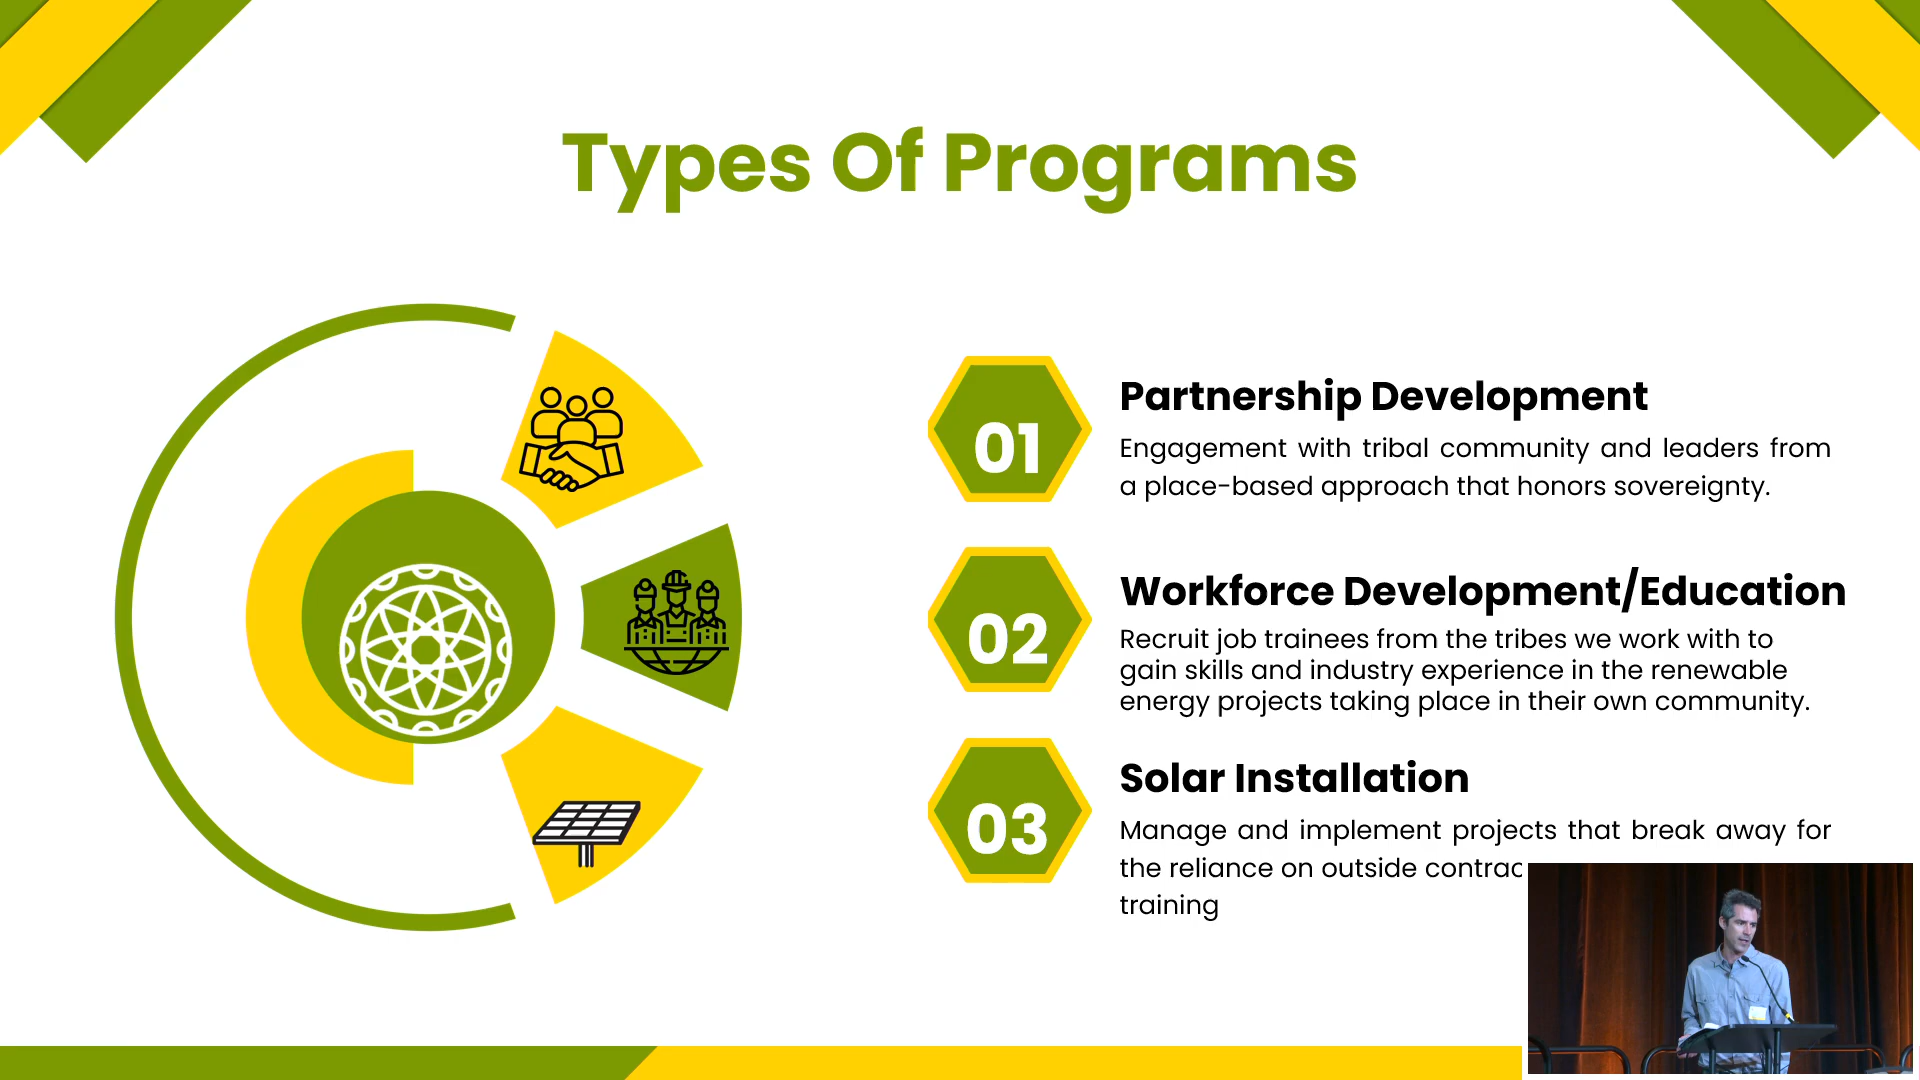 Types Of Programs
01
Partnership Development
Engagement with tribal community and leaders from
a place-based approach that honors sovereignty.
02
Workforce Development/Education
Recruit job trainees from the tribes we work with to
gain skills and industry experience in the renewable
energy projects taking place in their own community.
03
Solar Installation
Manage and implement projects that break away for
the reliance on outside
training